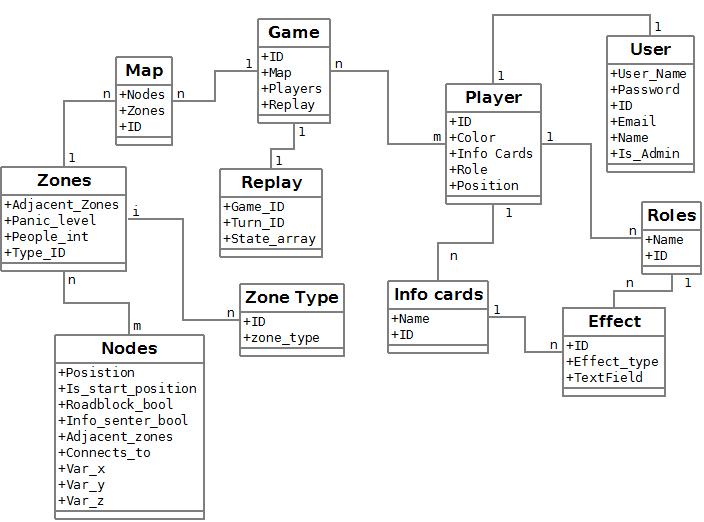 Game
+ID
+Map
+Players
+Replay
1
n
Map
+Nodes
+Zones
+ID
n
n
1
User
+User_Name
+Password
+ID
+Email
+Name
+Is_Admin
1
1
Player
+ID
+Color
+Info Cards
+Role
+Position
m
1
1
1
1
Zones
+Adjacent_Zones
+Panic_level
+People_int
+Type_ID
i
n
Replay
+Game_ID
+Turn_ID
+State_array
Roles
+Name
+ID
n
n
1
n
Info cards
+Name
+ID
1
Zone Type
+ID
+zone_type
n
Effect
+ID
+Effect_type
+TextField
n
m
Nodes
+Posistion
+Is_start_position
+Roadblock_bool
+Info_senter_bool
+Adjacent_zones
+Connects_to
+Var_x
+Var_y
+Var_z